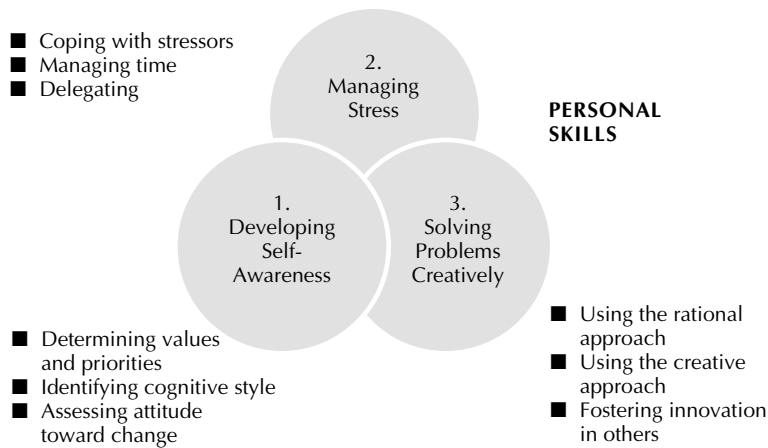 ■ Coping with stressors
■ Managing time
■ Delegating
2.
Managing
Stress
PERSONAL
SKILLS
1.
Developing
Self-
Awareness
3.
Solving
Problems
Creatively
■ Determining values
and priorities
■ Identifying cognitive style
■ Assessing attitude
toward change
■ Using the rational
approach
■ Using the creative
approach
■ Fostering innovation
in others